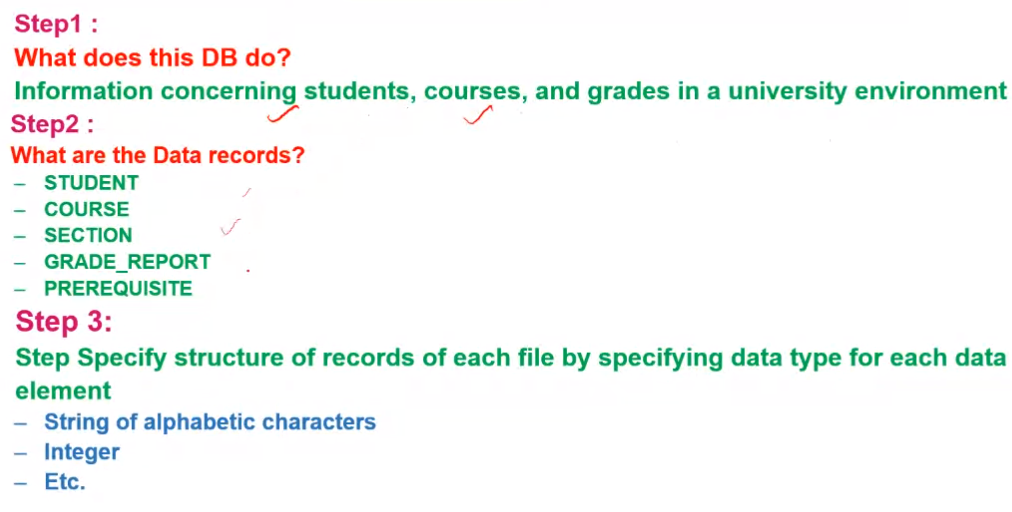 Step1 :
What does this DB do?
Information concerning students, courses, and grades in a university environment
Step2 :
What are the Data records?
– STUDENT
– COURSE
– SECTION
– GRADE_REPORT
– PREREQUISITE
Step 3:
Step Specify structure of records of each file by specifying data type for each data
element
– String of alphabetic characters
– Integer
– Etc.